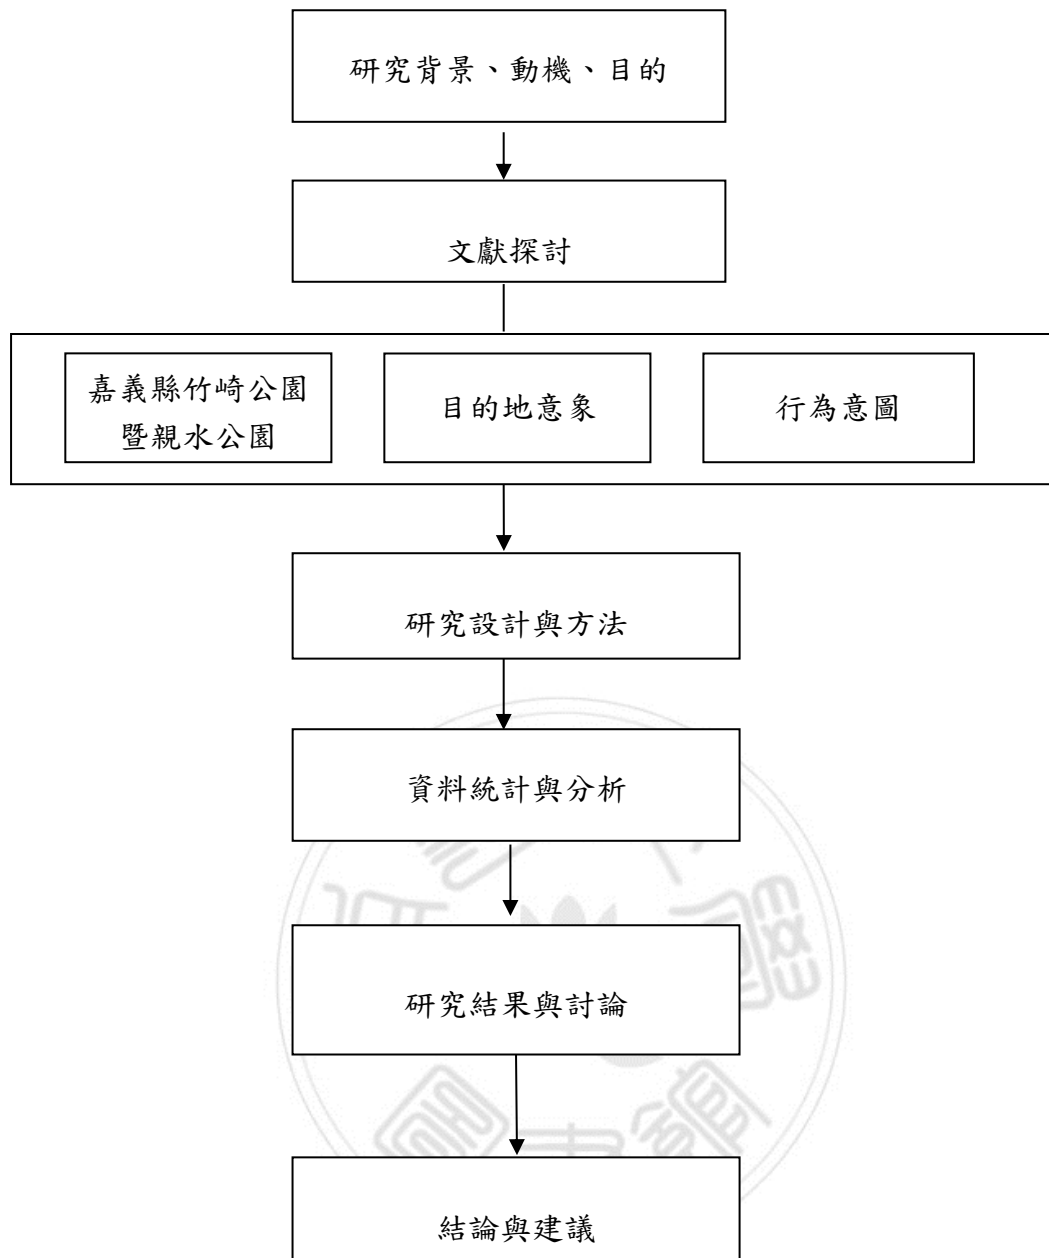 研究背景、動機、目的
文獻探討
嘉義縣竹崎公園
暨親水公園
目的地意象
行為意圖
研究設計與方法
資料統計與分析
研究結果與討論
結論與建議